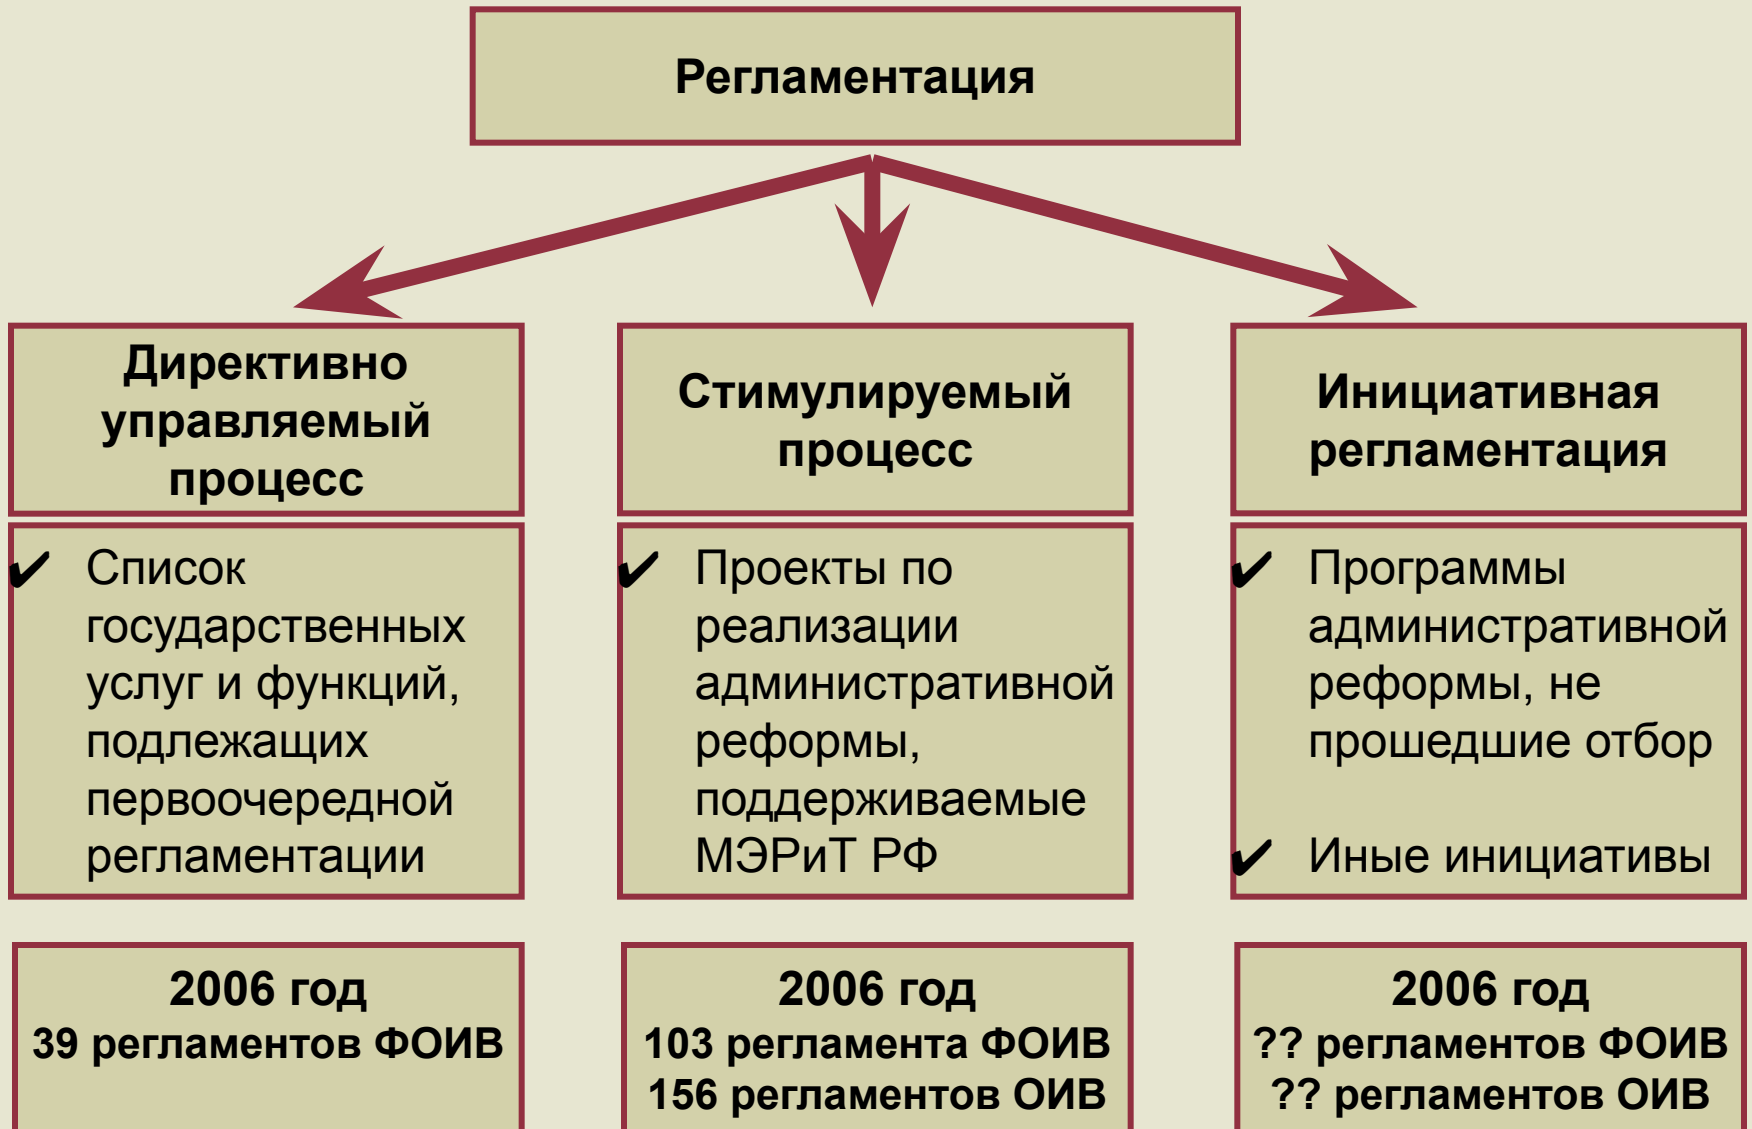 Регламентация
Директивно
управляемый
процесс
✔ Список
государственных
услуг и функций,
подлежащих
первоочередной
регламентации
2006 год
39 регламентов ФОИВ
Стимулируемый
процесс
✔ Проекты по
реализации
административной
реформы,
поддерживаемые
МЭРиТ РФ
2006 год
103 регламента ФОИВ
156 регламентов ОИВ
Инициативная
регламентация
✔ Программы
административной
реформы, не
прошедшие отбор
✔ Иные инициативы
2006 год
?? регламентов ФОИВ
?? регламентов ОИВ